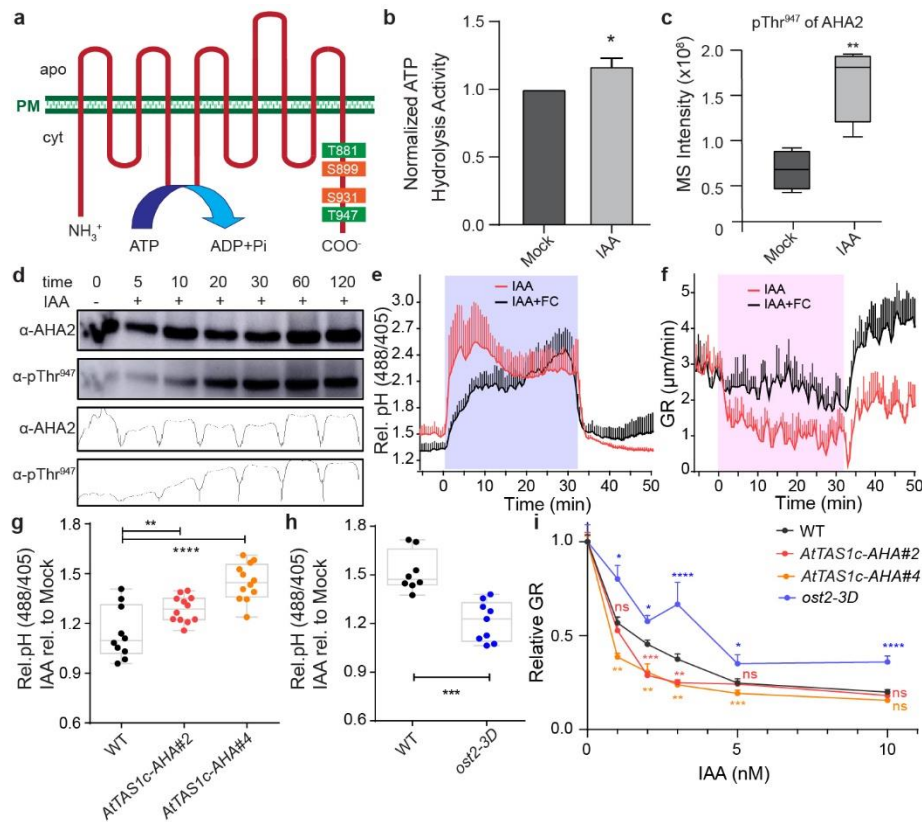 a
apo
PM
cyt
T881
S899
S931
T947
NH₃⁺
ATP
ADP+Pi
COO⁻
b
Normalized ATP
Hydrolysis Activity
1.5
1.0
0.5
0.0
*
Mock
IAA
c
pThr⁹⁴⁷ of AHA2
MS Intensity (x10⁸)
2.0
1.5
1.0
0.5
0
**
Mock
IAA
d
time 0 5 10 20 30 60 120
IAA - + + + + + +
α-AHA2
α-pThr⁹⁴⁷
α-AHA2
α-pThr⁹⁴⁷
e
Rel. pH (488/405)
3.0
2.7
2.4
2.1
1.8
1.5
1.2
IAA
IAA+FC
0 10 20 30 40 50
Time (min)
f
GR (µm/min)
5
4
3
2
1
0
IAA
IAA+FC
0 10 20 30 40 50
Time (min)
g
Rel.pH (488/405)
IAA rel. to Mock
1.8
1.5
1.2
0.9
0.6
**
****
WT
AtTAS1c-AHA#2
AtTAS1c-AHA#4
h
Rel.pH (488/405)
IAA rel. to Mock
1.8
1.5
1.2
0.9
0.6
***
WT
ost2-3D
i
Relative GR
1.0
0.5
0.0
WT
AtTAS1c-AHA#2
AtTAS1c-AHA#4
ost2-3D
* * **** * ****
ns *** ** ns ns
** ** ** *** ns
0 5 10
IAA (nM)